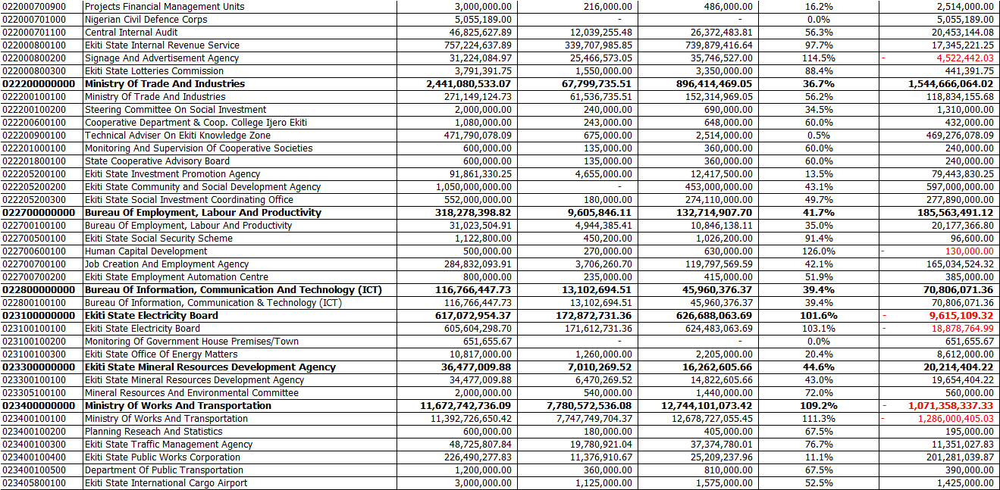 022000700900 Projects Financial Management Units 3,000,000.00 216,000.00 486,000.00 16.2% 2,514,000.00
022000701000 Nigerian Civil Defence Corps 5,055,189.00 - - 0.0% 5,055,189.00
022000701100 Central Internal Audit 46,825,627.89 12,039,255.48 26,372,483.81 56.3% 20,453,144.08
022000800100 Ekiti State Internal Revenue Service 757,224,637.89 339,707,985.85 739,879,416.64 97.7% 17,345,221.25
022000800200 Signage And Advertisement Agency 31,224,084.97 25,466,573.05 35,746,527.00 114.5% - 4,522,442.03
022000800300 Ekiti State Lotteries Commission 3,791,391.75 1,550,000.00 3,350,000.00 88.4% 441,391.75
022200000000 Ministry Of Trade And Industries 2,441,080,533.07 67,799,735.51 896,414,469.05 36.7% 1,544,666,064.02
022200100100 Ministry Of Trade And Industries 271,149,124.73 61,536,735.51 152,314,969.05 56.2% 118,834,155.68
022200100200 Steering Committee On Social Investment 2,000,000.00 240,000.00 690,000.00 34.5% 1,310,000.00
022200600100 Cooperative Department & Coop. College Ijero Ekiti 1,080,000.00 243,000.00 648,000.00 60.0% 432,000.00
022200900100 Technical Adviser On Ekiti Knowledge Zone 471,790,078.09 675,000.00 2,514,000.00 0.5% 469,276,078.09
022201000100 Monitoring And Supervision Of Cooperative Societies 600,000.00 135,000.00 360,000.00 60.0% 240,000.00
022201800100 State Cooperative Advisory Board 600,000.00 135,000.00 360,000.00 60.0% 240,000.00
022205200100 Ekiti State Investment Promotion Agency 91,861,330.25 4,655,000.00 12,417,500.00 13.5% 79,443,830.25
022205200200 Ekiti State Community and Social Development Agency 1,050,000,000.00 - 453,000,000.00 43.1% 597,000,000.00
022205200300 Ekiti State Social Investment Coordinating Office 552,000,000.00 180,000.00 274,110,000.00 49.7% 277,890,000.00
022700000000 Bureau Of Employment, Labour And Productivity 318,278,398.82 9,605,846.11 132,714,907.70 41.7% 185,563,491.12
022700100100 Bureau Of Employment, Labour And Productivity 31,023,504.91 4,944,385.41 10,846,138.11 35.0% 20,177,366.80
022700500100 Ekiti State Social Security Scheme 1,122,800.00 450,200.00 1,026,200.00 91.4% 96,600.00
022700600100 Human Capital Development 500,000.00 270,000.00 630,000.00 126.0% - 130,000.00
022700700100 Job Creation And Employment Agency 284,832,093.91 3,706,260.70 119,797,569.59 42.1% 165,034,524.32
022700700200 Ekiti State Employment Automation Centre 800,000.00 235,000.00 415,000.00 51.9% 385,000.00
022800000000 Bureau Of Information, Communication And Technology (ICT) 116,766,447.73 13,102,694.51 45,960,376.37 39.4% 70,806,071.36
022800100100 Bureau Of Information, Communication & Technology (ICT) 116,766,447.73 13,102,694.51 45,960,376.37 39.4% 70,806,071.36
023100000000 Ekiti State Electricity Board 617,072,954.37 172,872,731.36 626,688,063.69 101.6% - 9,615,109.32
023100100100 Ekiti State Electricity Board 605,604,298.70 171,612,731.36 624,483,063.69 103.1% - 18,878,764.99
023100100200 Monitoring Of Government House Premises/Town 651,655.67 - - 0.0% 651,655.67
023100100300 Ekiti State Office Of Energy Matters 10,817,000.00 1,260,000.00 2,205,000.00 20.4% 8,612,000.00
023300000000 Ekiti State Mineral Resources Development Agency 36,477,009.88 7,010,269.52 16,262,605.66 44.6% 20,214,404.22
023300100100 Ekiti State Mineral Resources Development Agency 34,477,009.88 6,470,269.52 14,822,605.66 43.0% 19,654,404.22
023305100100 Mineral Resources And Environmental Committee 2,000,000.00 540,000.00 1,440,000.00 72.0% 560,000.00
023400000000 Ministry Of Works And Transportation 11,672,742,736.09 7,780,572,536.08 12,744,101,073.42 109.2% - 1,071,358,337.33
023400100100 Ministry Of Works And Transportation 11,392,726,650.42 7,747,749,704.37 12,678,727,055.45 111.3% - 1,286,000,405.03
023400100200 Planning Reseach And Statistics 600,000.00 180,000.00 405,000.00 67.5% 195,000.00
023400100300 Ekiti State Traffic Management Agency 48,725,807.84 19,780,921.04 37,374,780.01 76.7% 11,351,027.83
023400100400 Ekiti State Public Works Corporation 226,490,277.83 11,376,910.67 25,209,237.96 11.1% 201,281,039.87
023400100500 Department Of Public Transportation 1,200,000.00 360,000.00 810,000.00 67.5% 390,000.00
023405800100 Ekiti State International Cargo Airport 3,000,000.00 1,125,000.00 1,575,000.00 52.5% 1,425,000.00